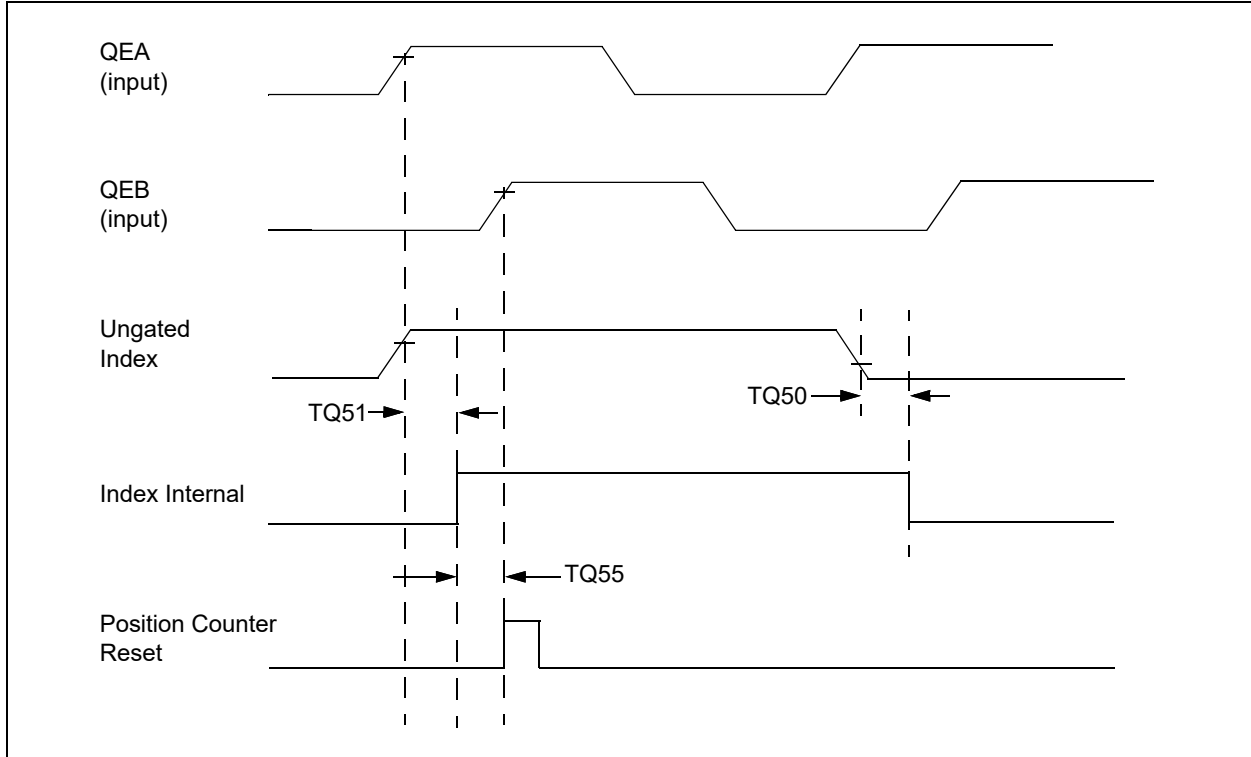 QEA
(input)
QEB
(input)
Ungated
Index
TQ51
TQ50
Index Internal
TQ55
Position Counter
Reset